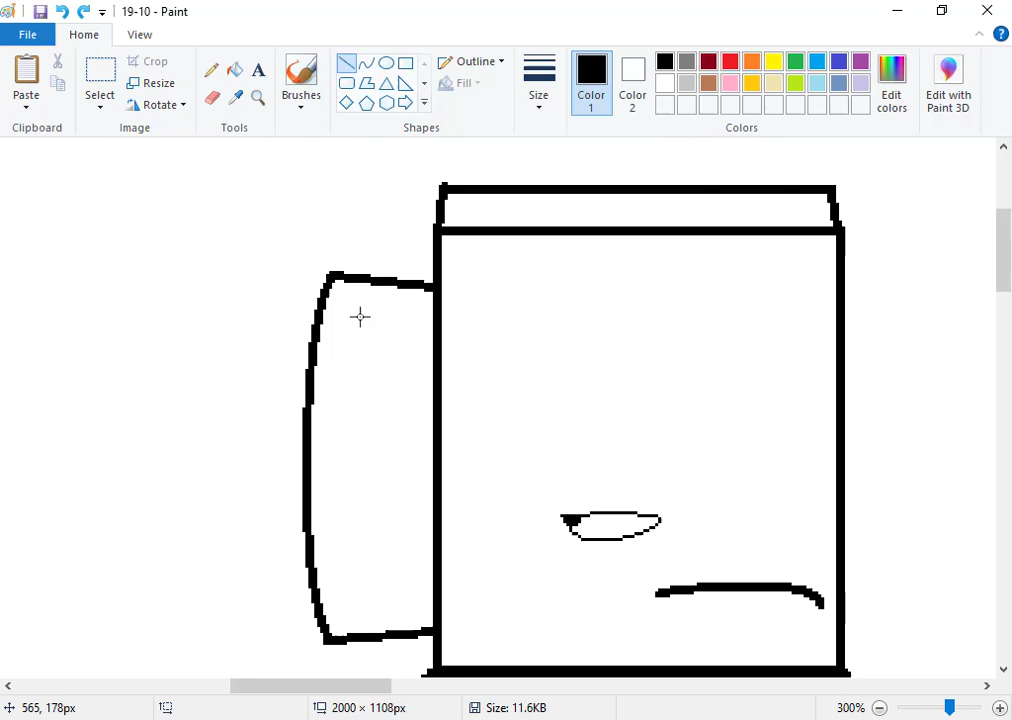 19-10 - Paint
File
Home
View
Paste
Clipboard
Select
Crop
Resize
Rotate
Image
A
Tools
Brushes
Outline
Fill
Shapes
Size
Color 1
Color 2
Edit colors
Colors
Edit with Paint 3D
?
565, 178px
2000 × 1108px
Size: 11.6KB
300%